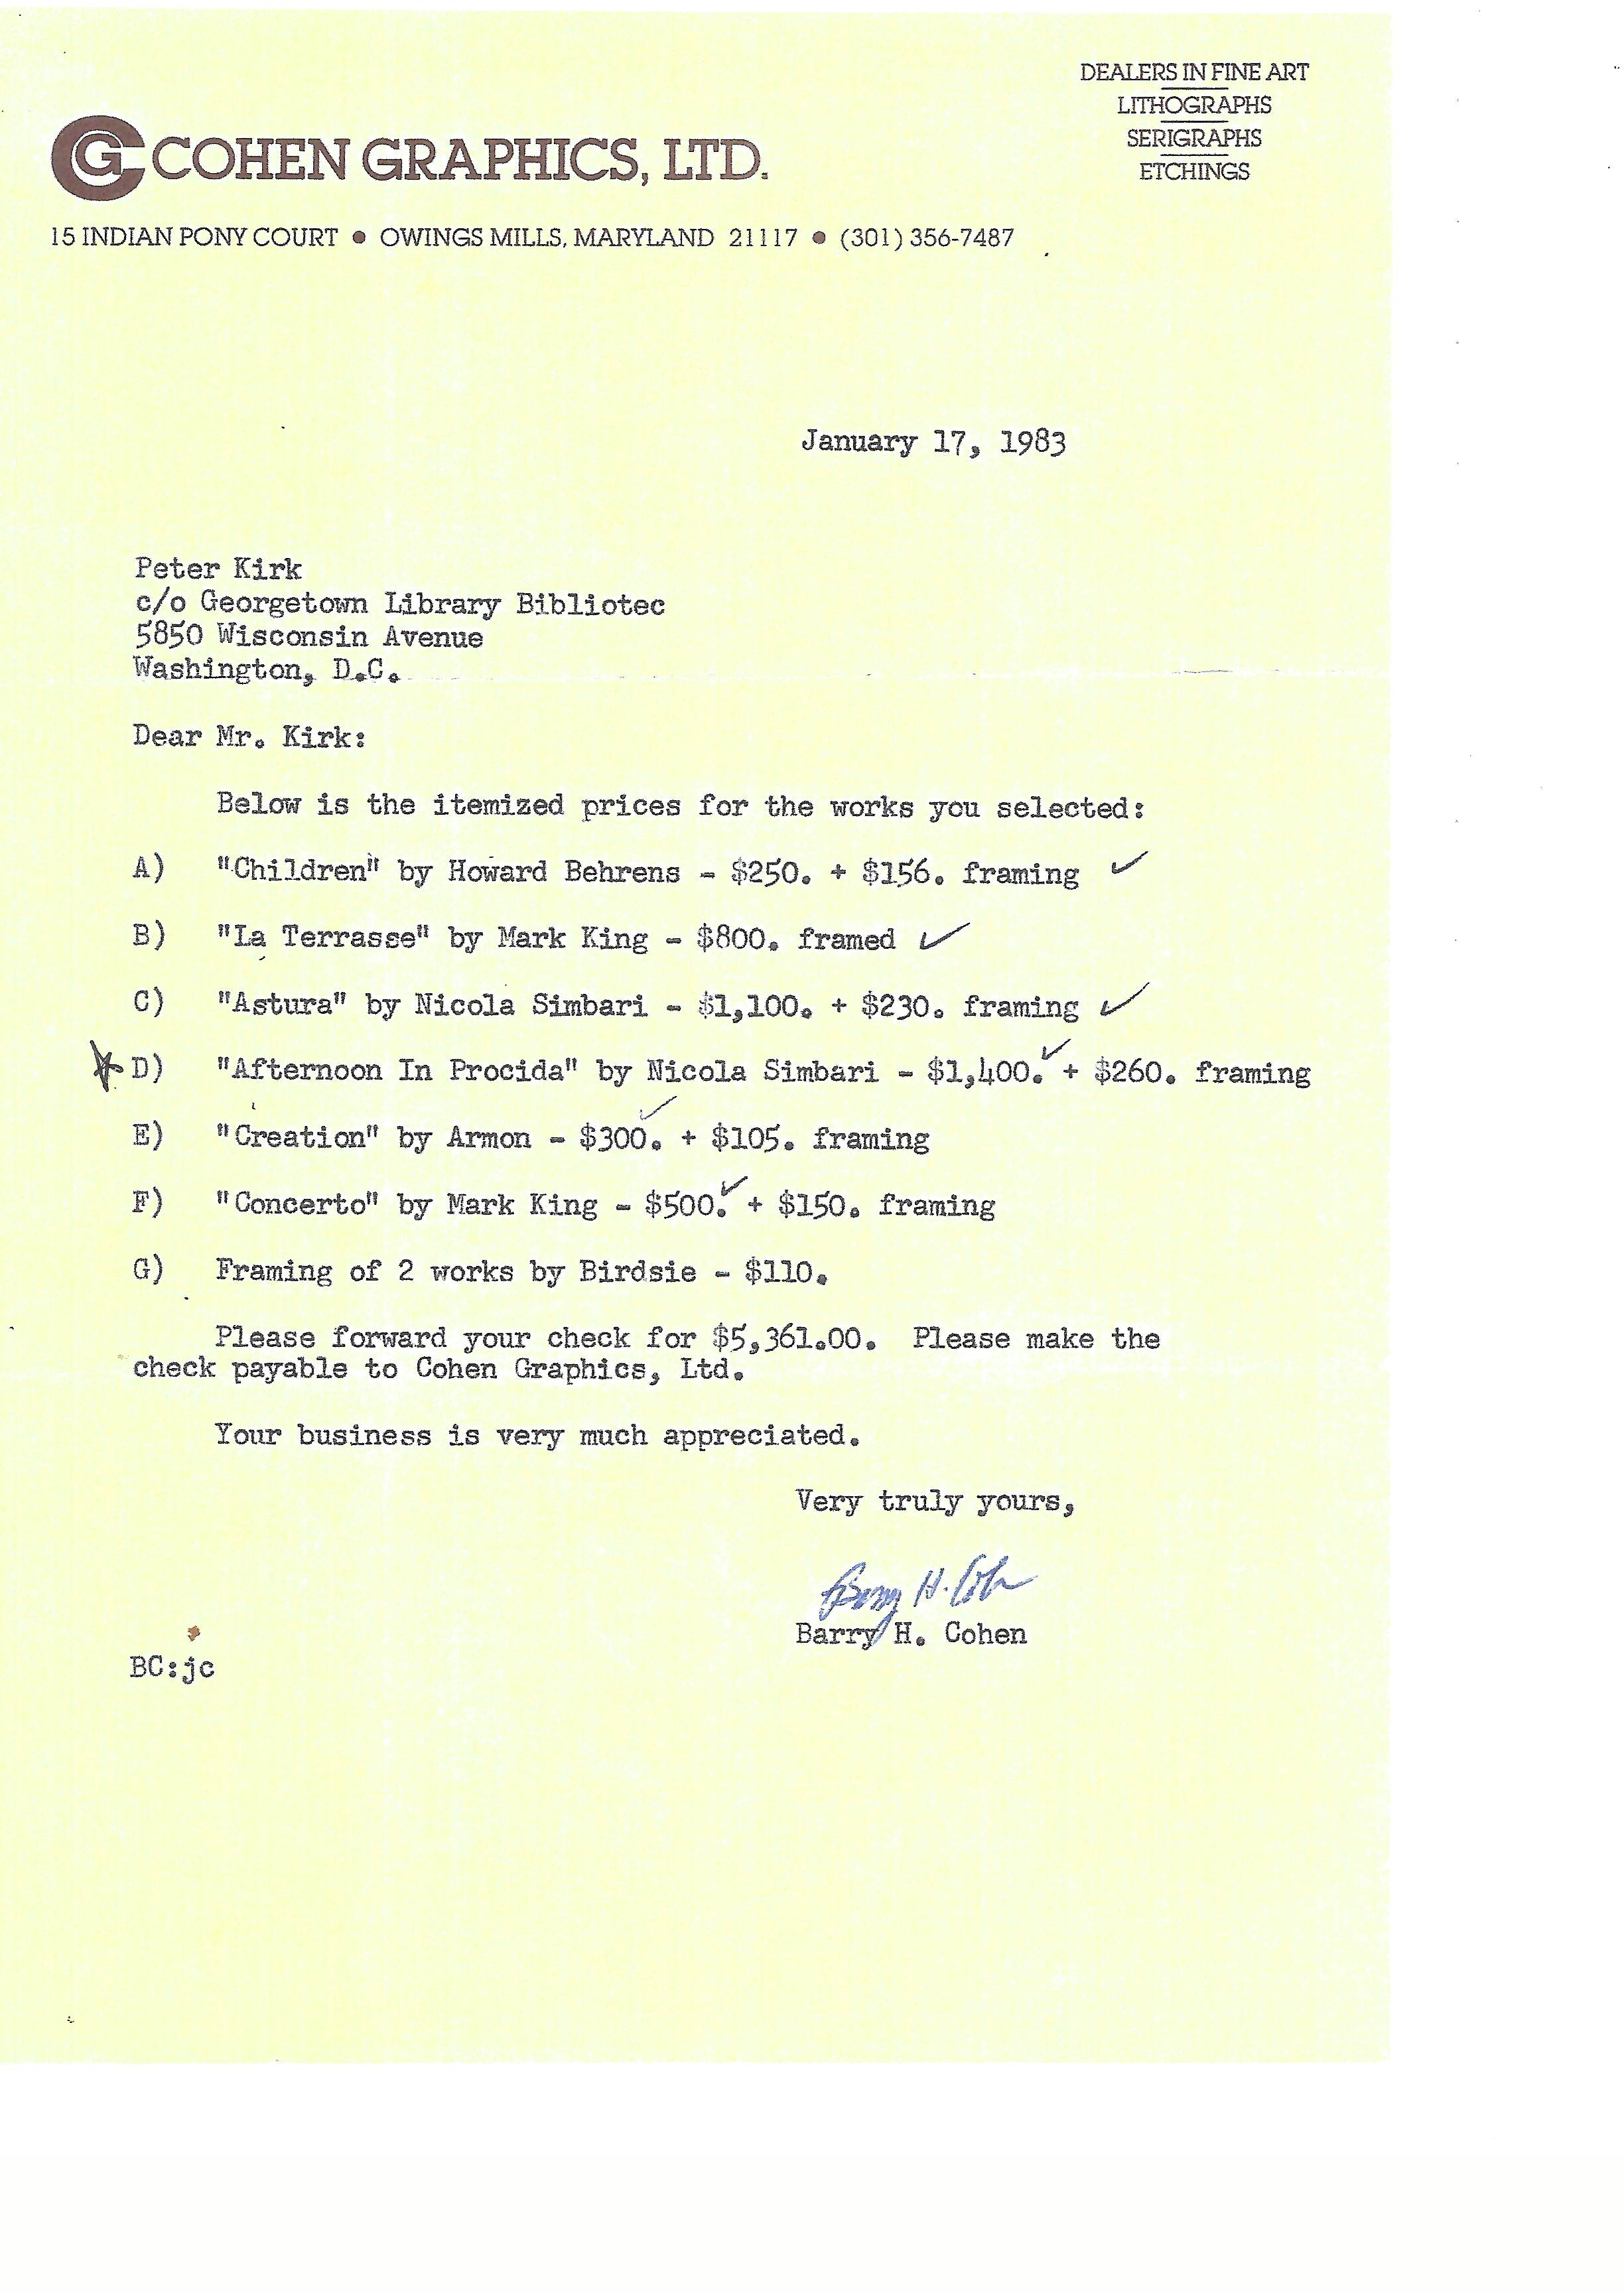 DEALERS IN FINE ART
LITHOGRAPHS
SERIGRAPHS
ETCHINGS
CG COHEN GRAPHICS, LTD.
15 INDIAN PONY COURT ● OWINGS MILLS, MARYLAND 21117 ● (301) 356-7487
January 17, 1983
Peter Kirk
c/o Georgetown Library Bibliotec
5850 Wisconsin Avenue
Washington, D.C.
Dear Mr. Kirk:
Below is the itemized prices for the works you selected:
A) "Children" by Howard Behrens - $250. + $156. framing ✓
B) "La Terrasse" by Mark King - $800. framed ✓
C) "Astura" by Nicola Simbari - $1,100. + $230. framing ✓
D) "Afternoon In Procida" by Nicola Simbari - $1,400. ✓ + $260. framing
E) "Creation" by Armon - $300. ✓ + $105. framing
F) "Concerto" by Mark King - $500. ✓ + $150. framing
G) Framing of 2 works by Birdsie - $110.
Please forward your check for $5,361.00. Please make the
check payable to Cohen Graphics, Ltd.
Your business is very much appreciated.
Very truly yours,
Barry H. Cohen
Barry H. Cohen
BC:jc